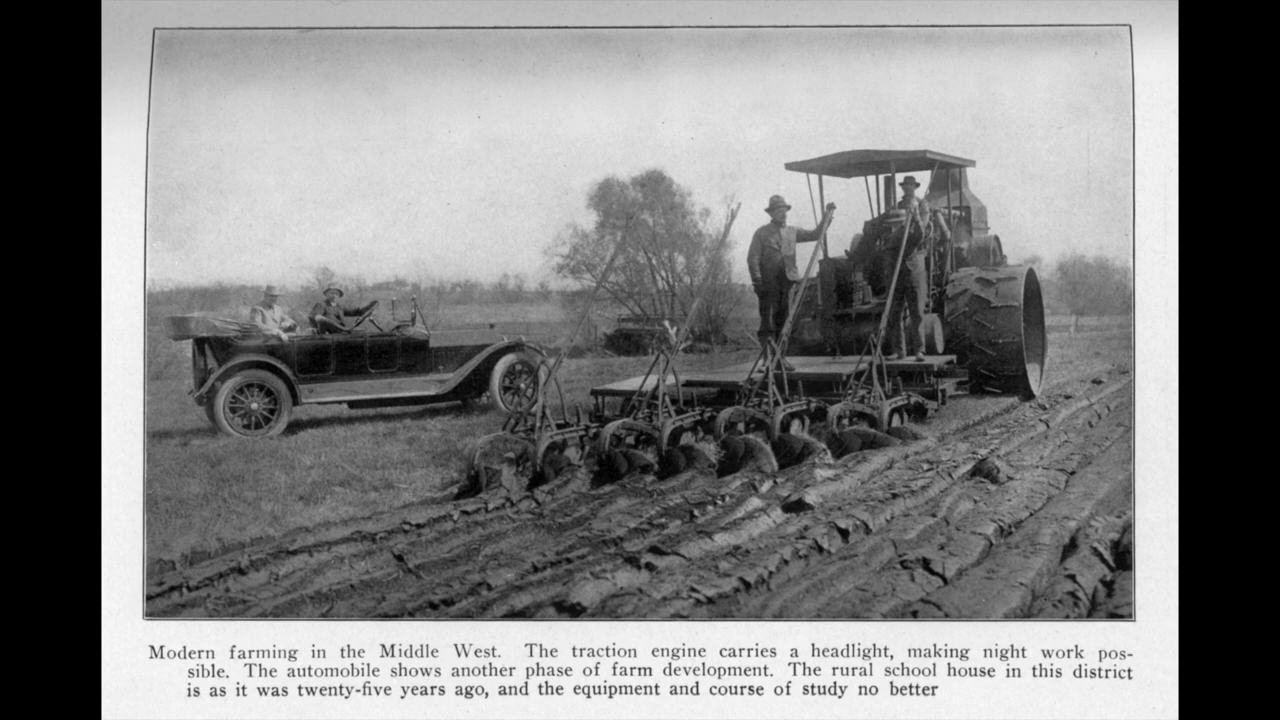 Modern farming in the Middle West. The traction engine carries a headlight, making night work pos-
sible. The automobile shows another phase of farm development. The rural school house in this district
is as it was twenty-five years ago, and the equipment and course of study no better